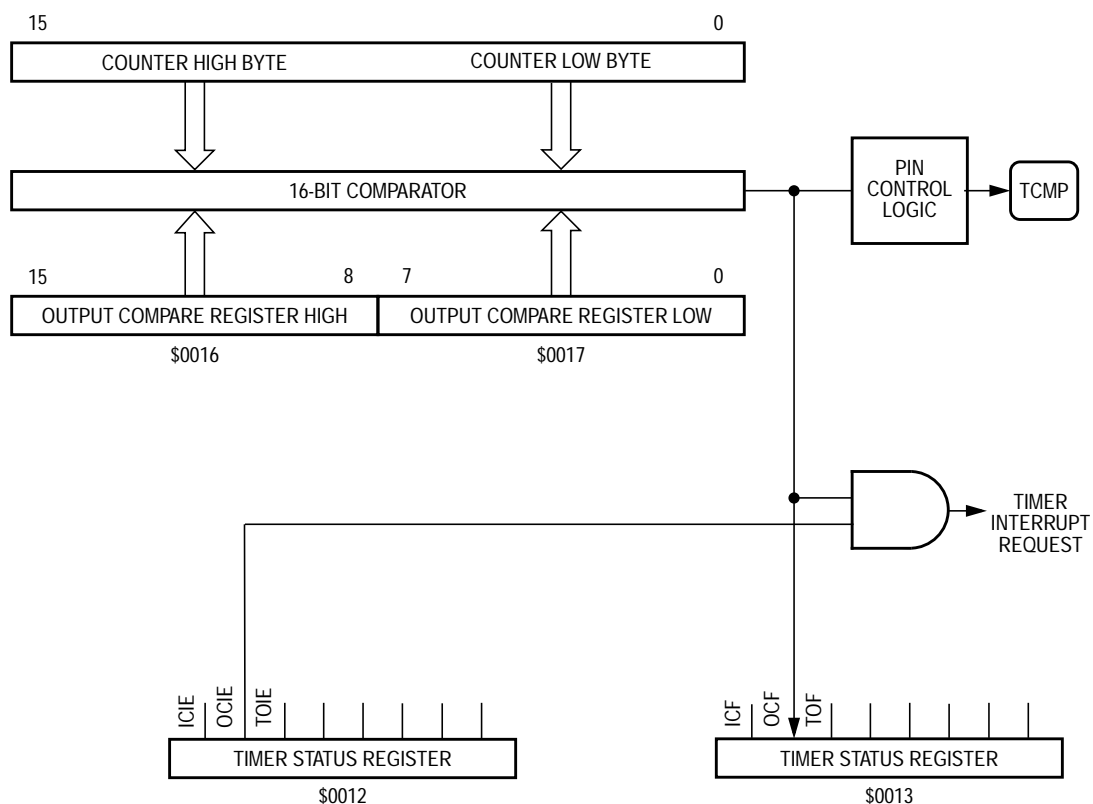 15 0
COUNTER HIGH BYTE COUNTER LOW BYTE
16-BIT COMPARATOR
PIN
CONTROL
LOGIC
TCMP
15 8 7 0
OUTPUT COMPARE REGISTER HIGH OUTPUT COMPARE REGISTER LOW
$0016 $0017
TIMER
INTERRUPT
REQUEST
ICIE
OCIE
TOIE
TIMER STATUS REGISTER
$0012
ICF
OCF
TOF
TIMER STATUS REGISTER
$0013